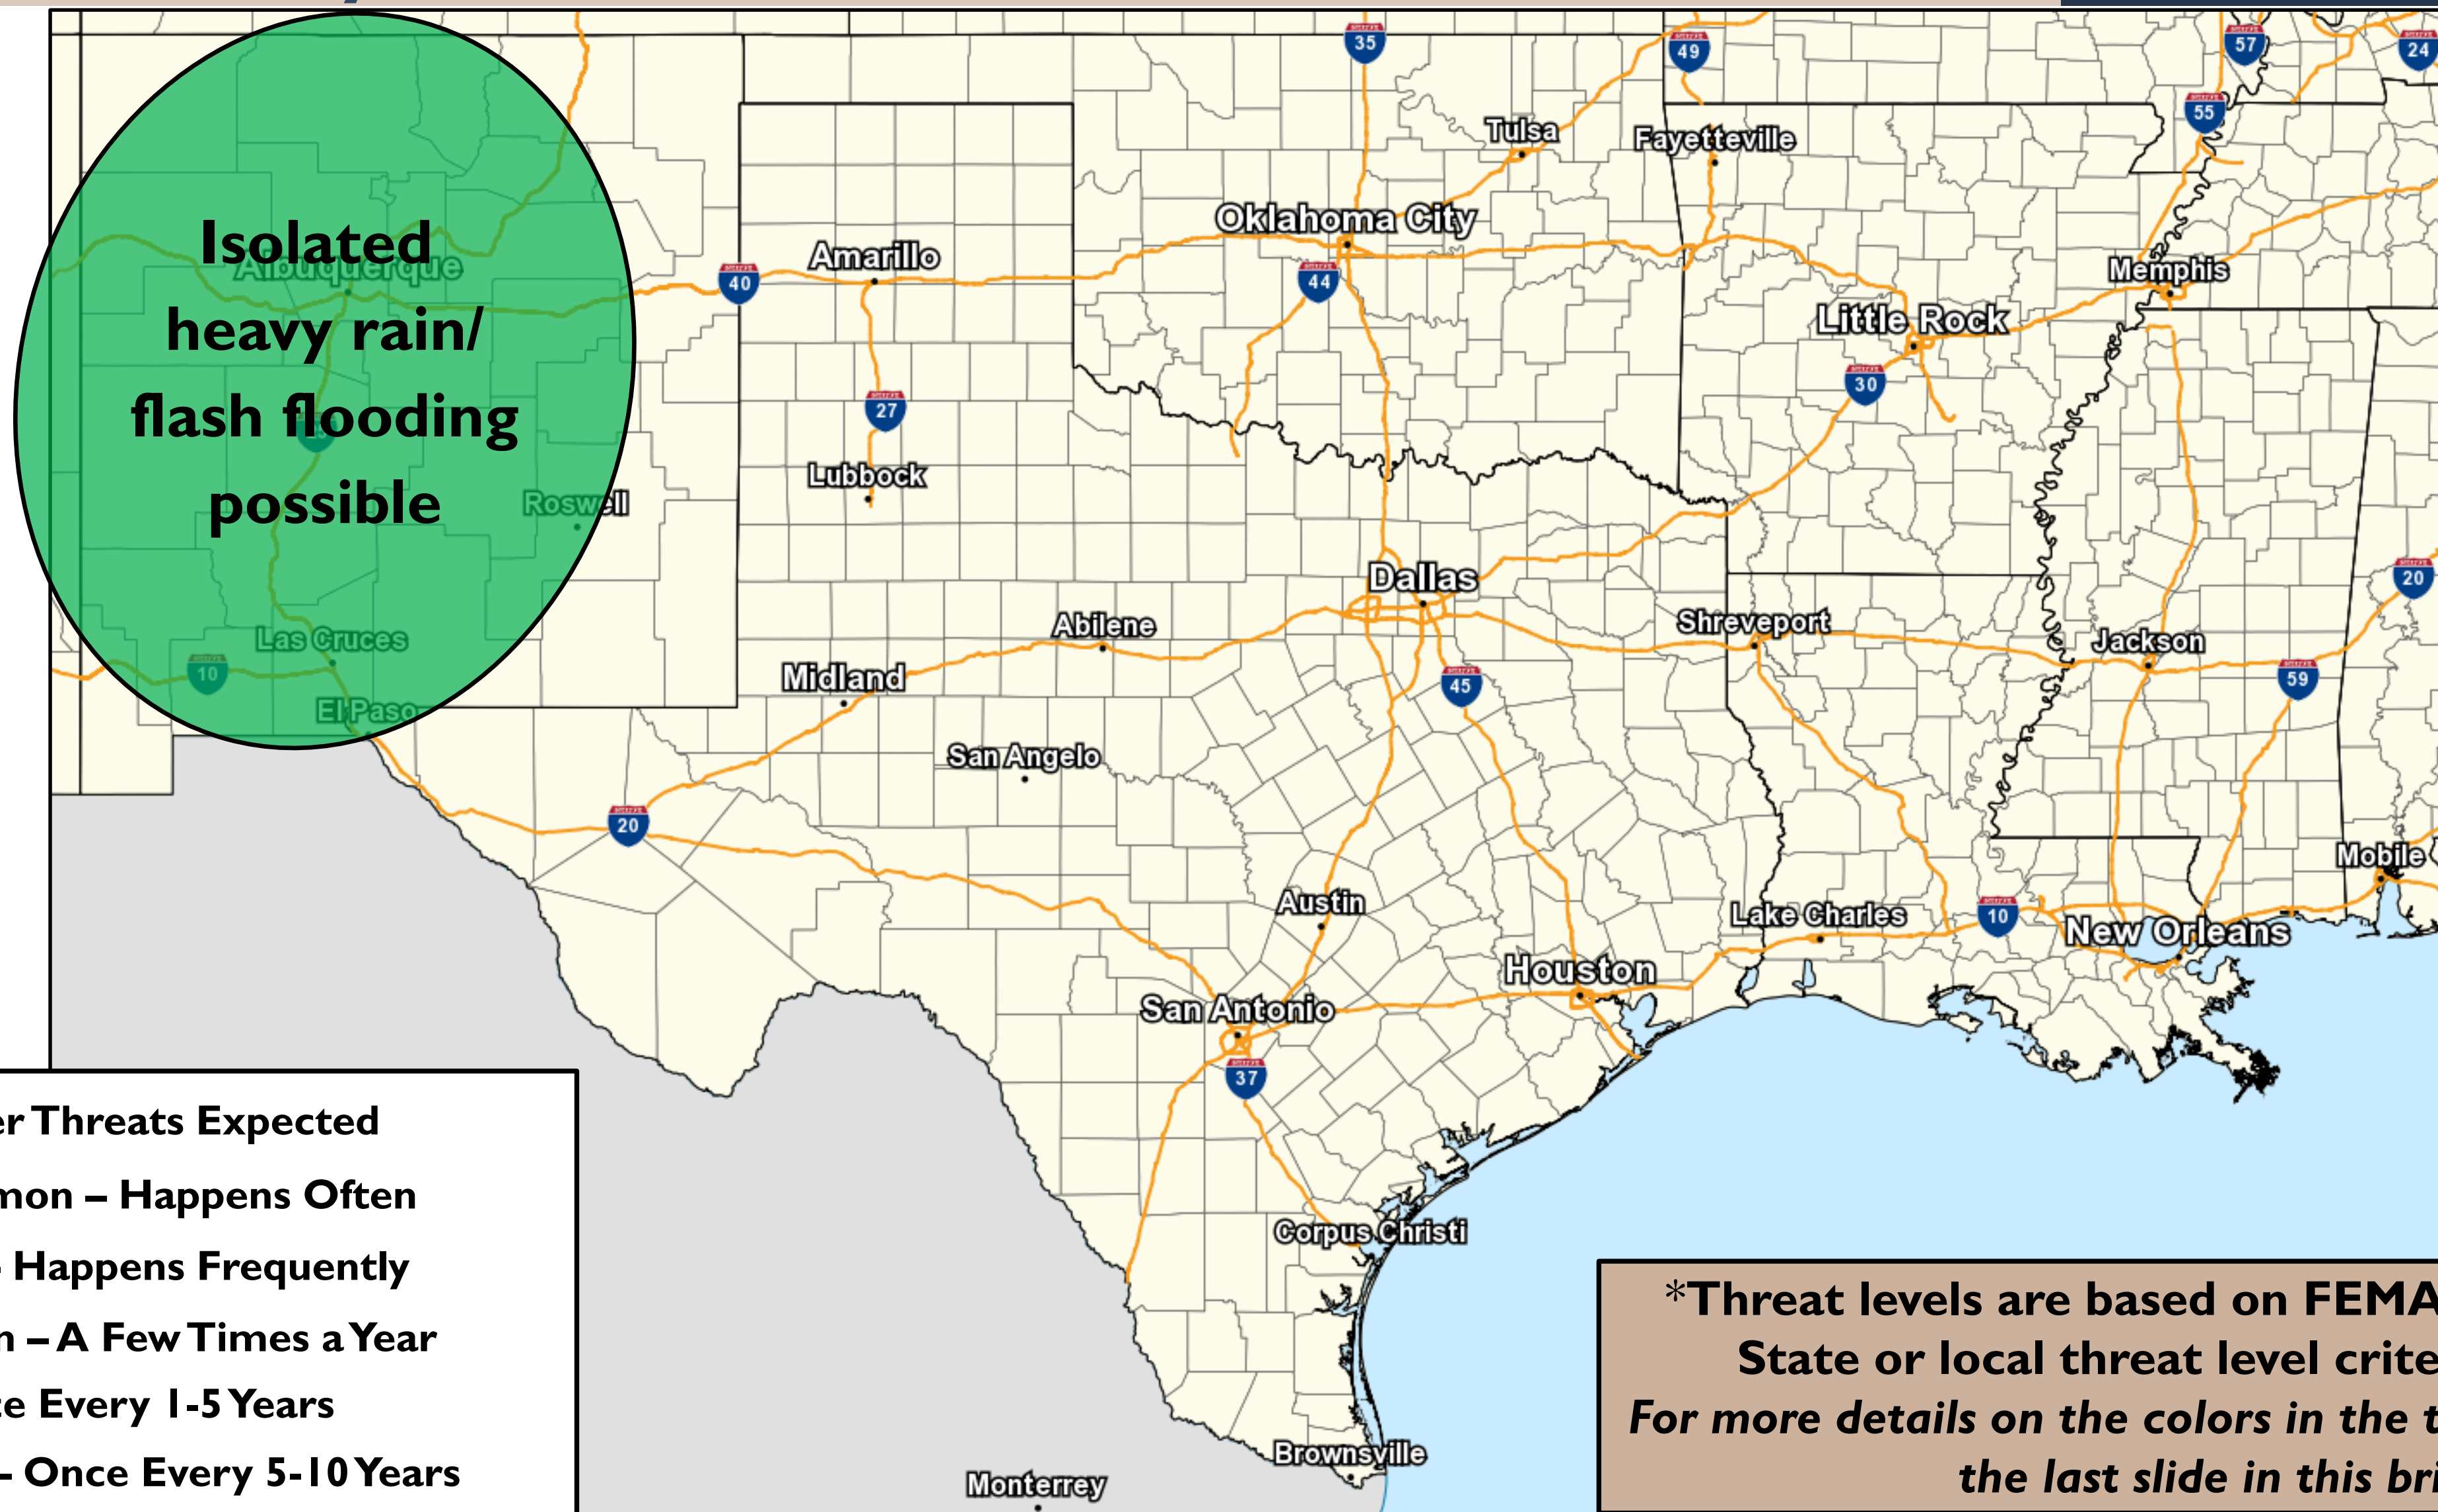 35
49
57
24
55
Tulsa
Fayetteville
Oklahoma City
Isolated
Albuquerque
heavy rain/
flash flooding
possible
Amarillo
40
44
Memphis
Little Rock
30
27
Lubbock
Roswell
Dallas
20
Abilene
Shreveport
Jackson
Las Cruces
10
Midland
45
59
El Paso
San Angelo
20
Mobile
Austin
Lake Charles
10
New Orleans
Houston
San Antonio
37
Threats Expected
– Happens Often
Corpus Christi
- Happens Frequently
– A Few Times a Year
Every 1-5 Years
- Once Every 5-10 Years
Brownsville
Monterrey
*Threat levels are based on FEMA
State or local threat level
For more details on the colors in the
the last slide in this